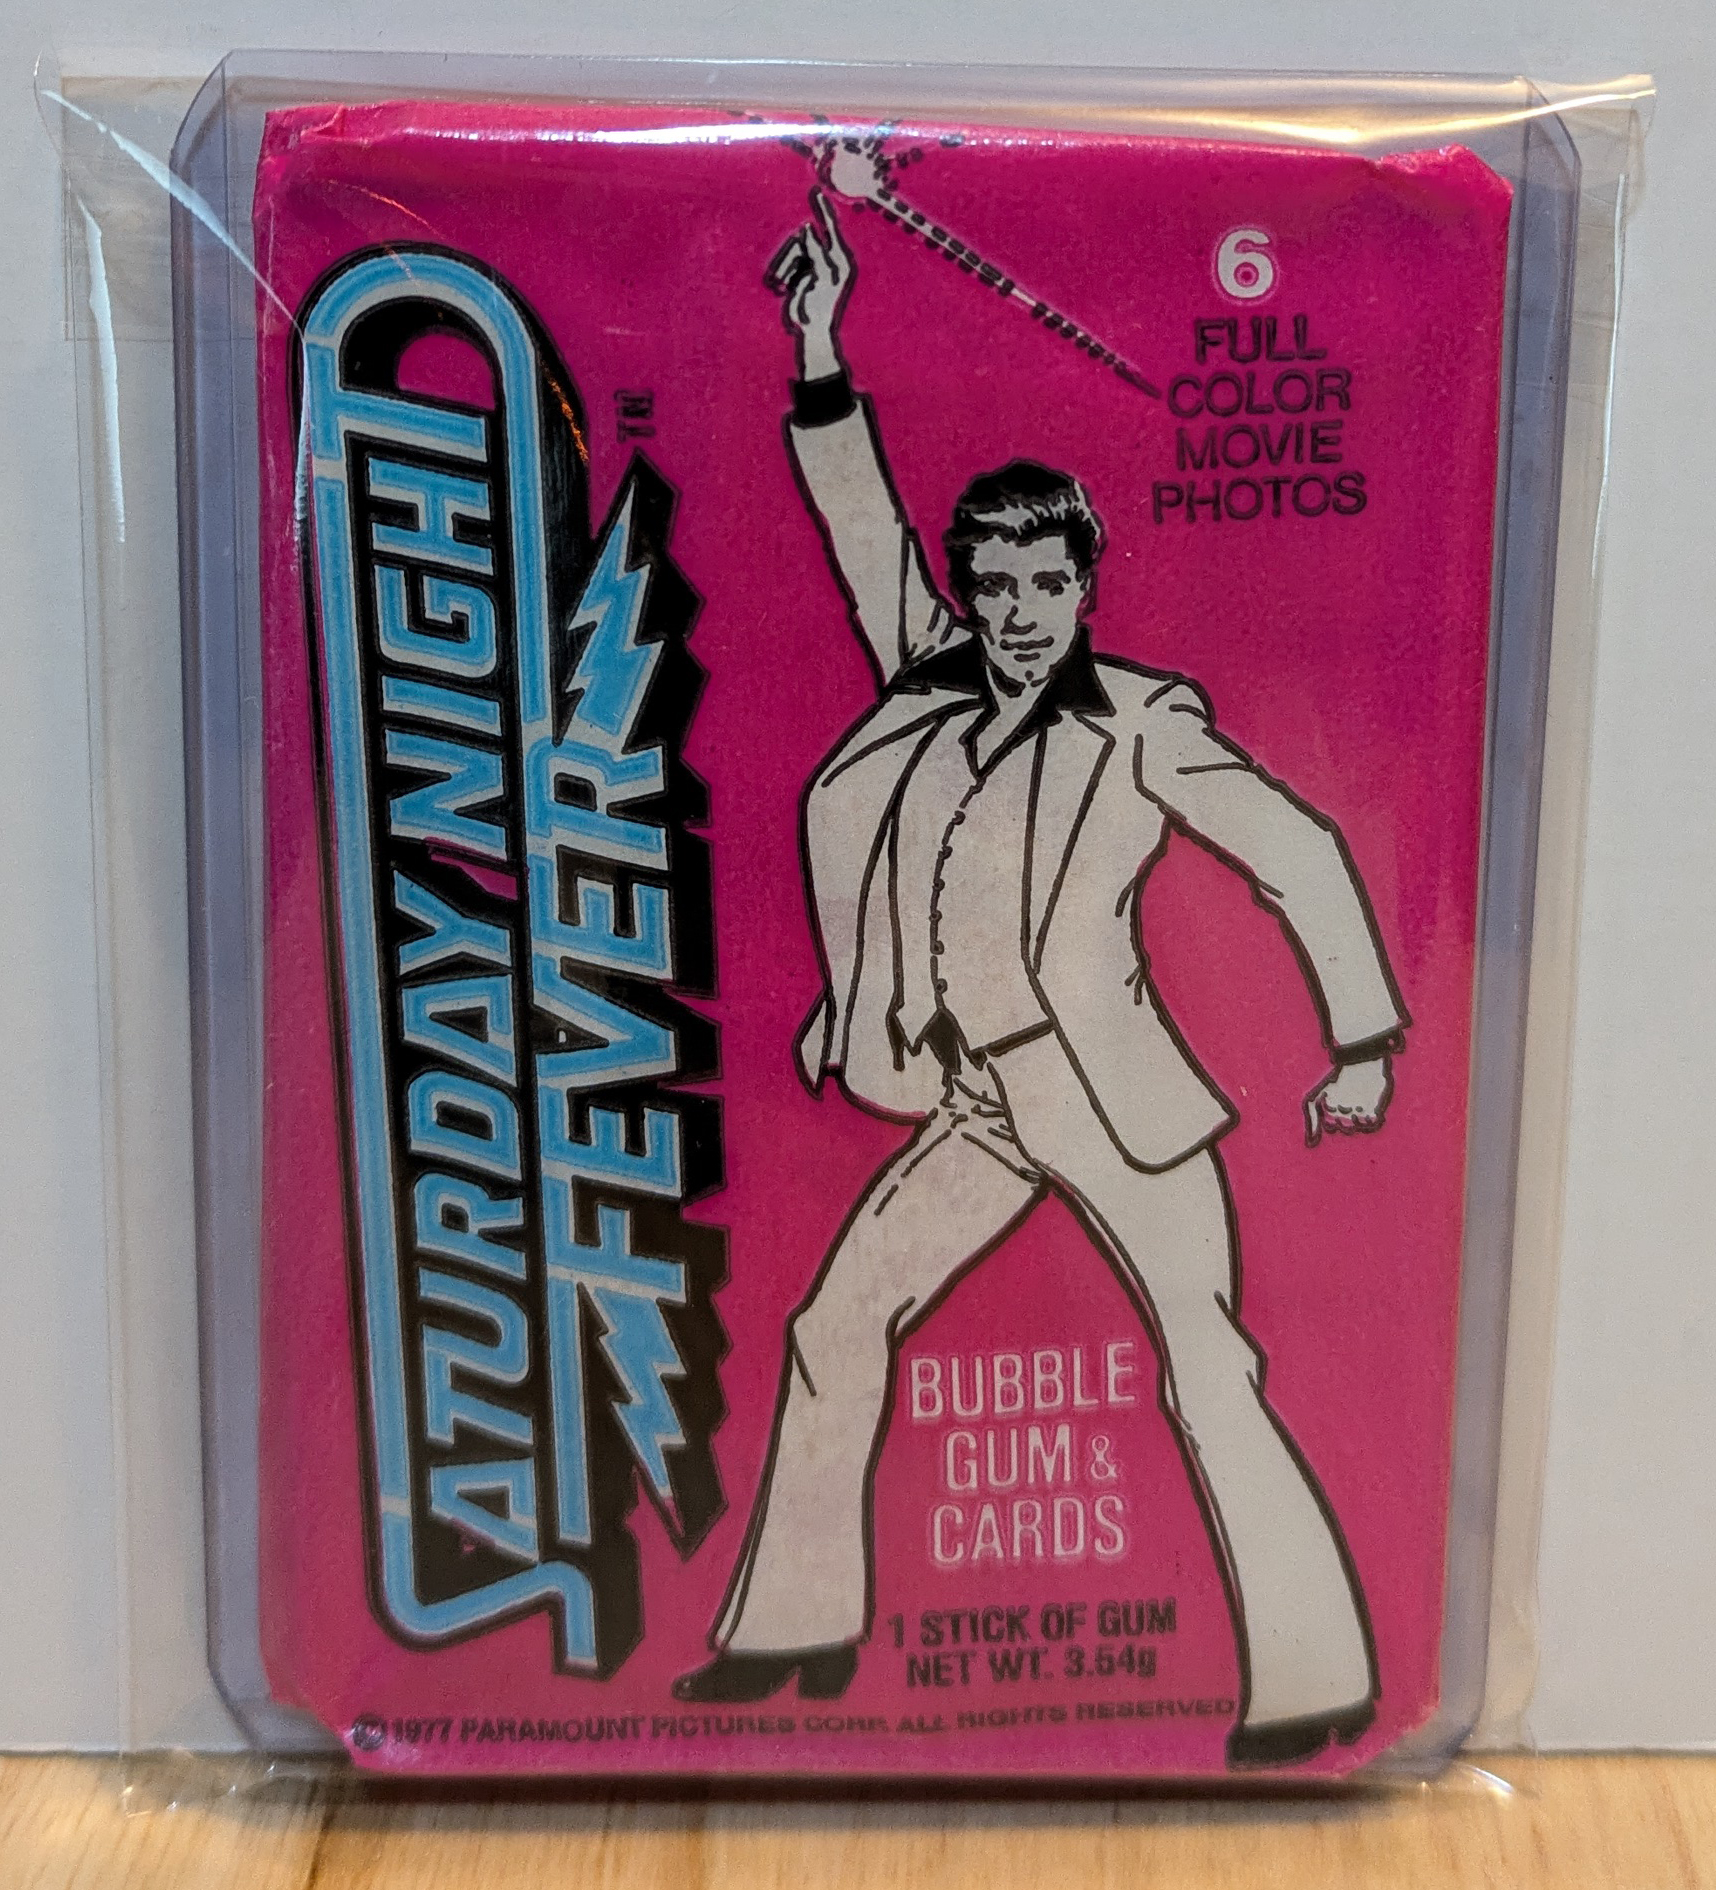 SATURDAY NIGHT
FEVER™
6
FULL
COLOR
MOVIE
PHOTOS
BUBBLE
GUM &
CARDS
1 STICK OF GUM
NET WT. 3.54g
© 1977 PARAMOUNT PICTURES CORP. ALL RIGHTS RESERVED